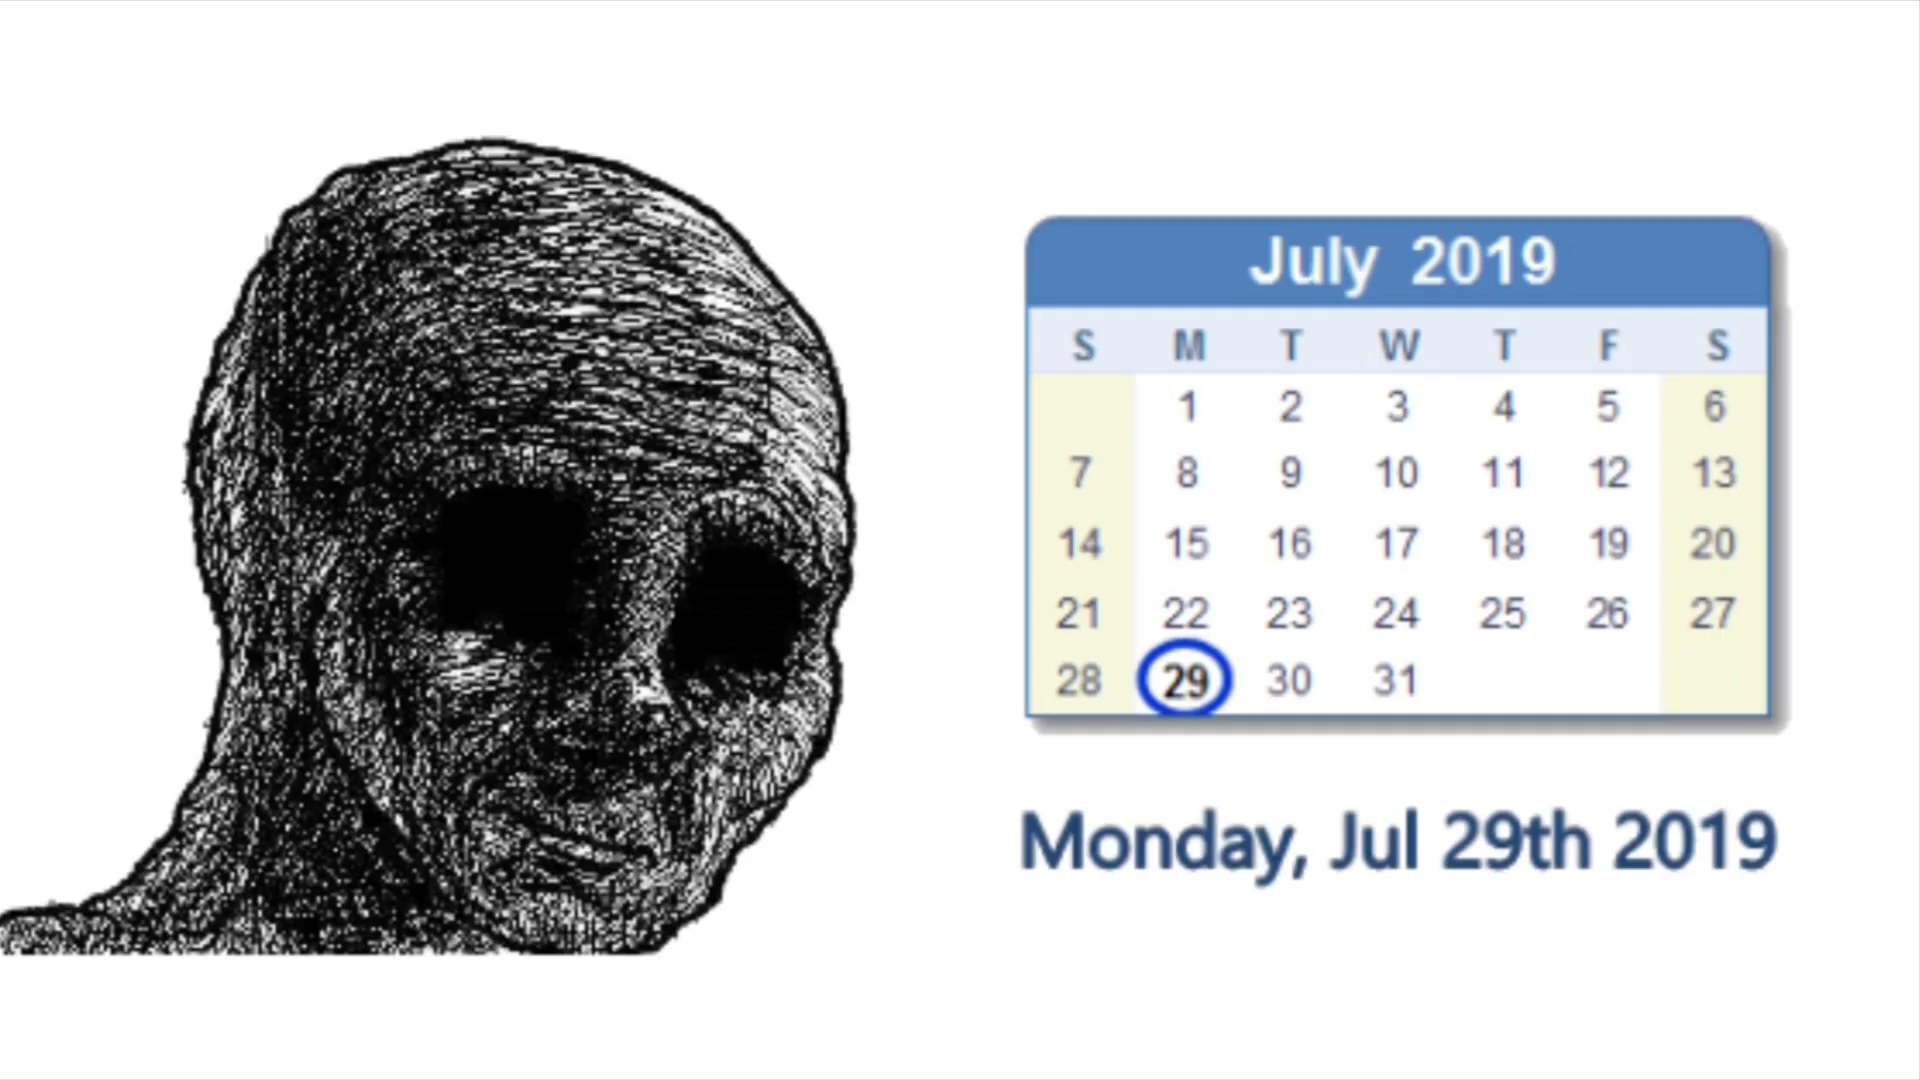 July 2019
S M T W T F S
1 2 3 4 5 6
7 8 9 10 11 12 13
14 15 16 17 18 19 20
21 22 23 24 25 26 27
28 29 30 31
Monday, Jul 29th 2019